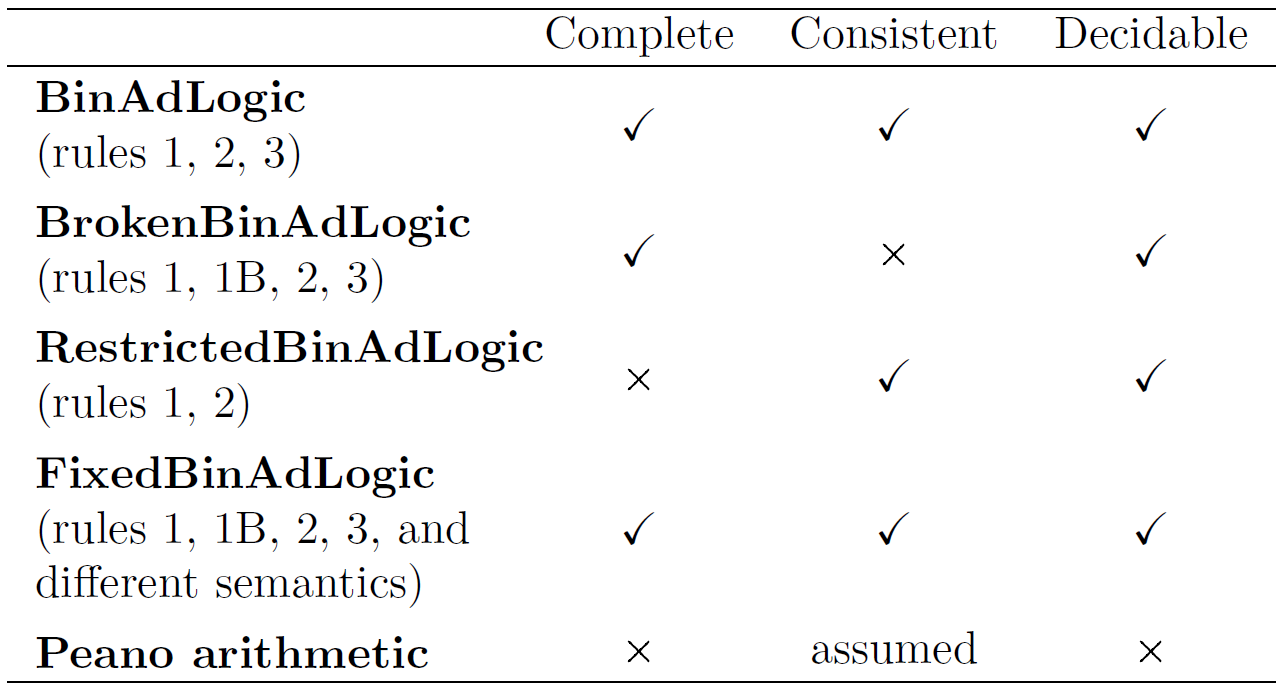 Complete Consistent Decidable
BinAdLogic
(rules 1, 2, 3)
✓ ✓ ✓
BrokenBinAdLogic
(rules 1, 1B, 2, 3)
✓ × ✓
RestrictedBinAdLogic
(rules 1, 2)
× ✓ ✓
FixedBinAdLogic
(rules 1, 1B, 2, 3, and
different semantics)
✓ ✓ ✓
Peano arithmetic × assumed ×